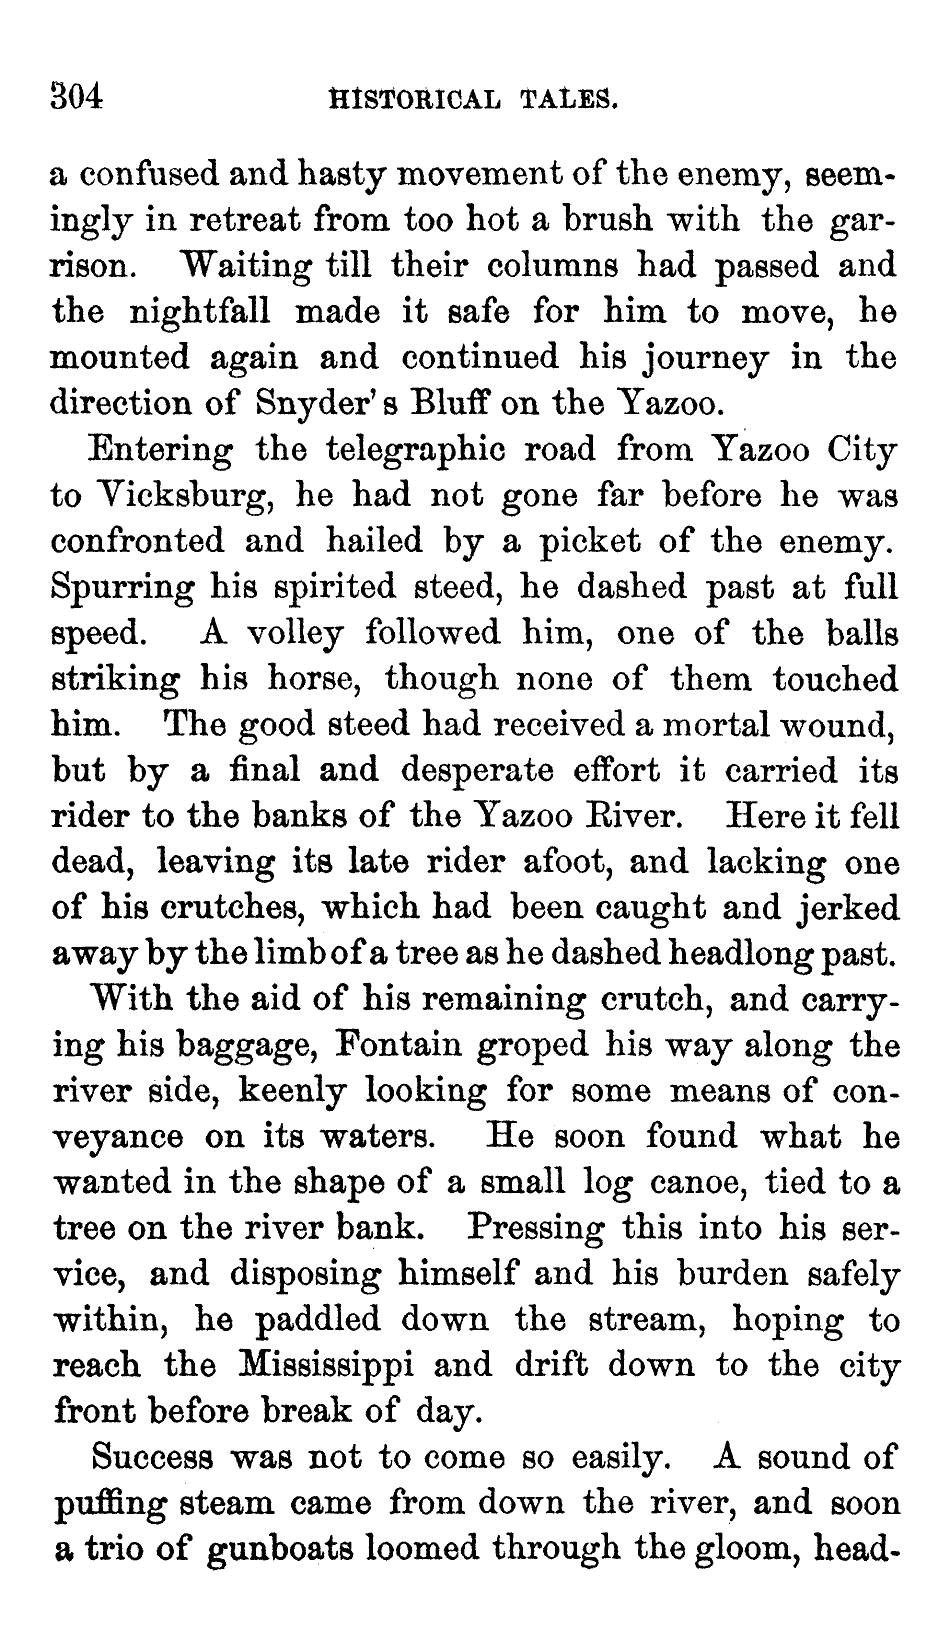 304 HISTORICAL TALES.
a confused and hasty movement of the enemy, seem-
ingly in retreat from too hot a brush with the gar-
rison. Waiting till their columns had passed and
the nightfall made it safe for him to move, he
mounted again and continued his journey in the
direction of Snyder's Bluff on the Yazoo.
Entering the telegraphic road from Yazoo City
to Vicksburg, he had not gone far before he was
confronted and hailed by a picket of the enemy.
Spurring his spirited steed, he dashed past at full
speed. A volley followed him, one of the balls
striking his horse, though none of them touched
him. The good steed had received a mortal wound,
but by a final and desperate effort it carried its
rider to the banks of the Yazoo River. Here it fell
dead, leaving its late rider afoot, and lacking one
of his crutches, which had been caught and jerked
away by the limb of a tree as he dashed headlong past.
With the aid of his remaining crutch, and carry-
ing his baggage, Fontain groped his way along the
river side, keenly looking for some means of con-
veyance on its waters. He soon found what he
wanted in the shape of a small log canoe, tied to a
tree on the river bank. Pressing this into his ser-
vice, and disposing himself and his burden safely
within, he paddled down the stream, hoping to
reach the Mississippi and drift down to the city
front before break of day.
Success was not to come so easily. A sound of
puffing steam came from down the river, and soon
a trio of gunboats loomed through the gloom, head-